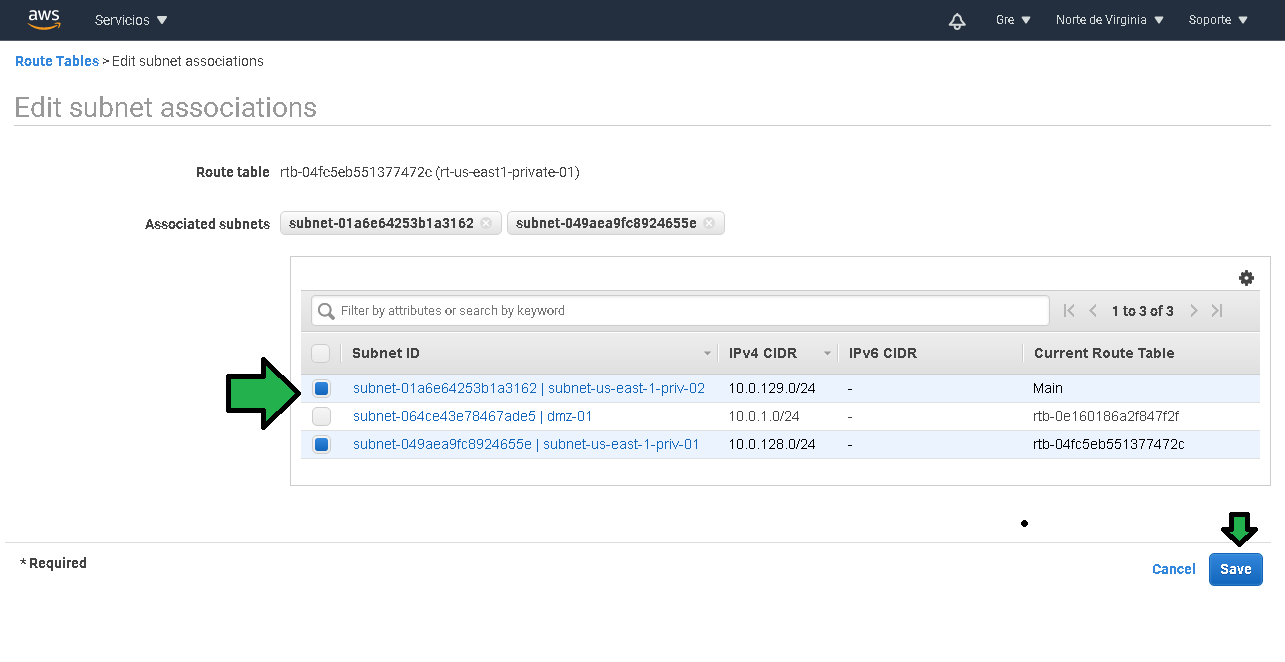 aws Servicios Gre Norte de Virginia Soporte
Route Tables > Edit subnet associations
Edit subnet associations
Route table rtb-04fc5eb551377472c (rt-us-east1-private-01)
Associated subnets subnet-01a6e64253b1a3162 subnet-049aea9fc8924655e
Filter by attributes or search by keyword 1 to 3 of 3
Subnet ID IPv4 CIDR IPv6 CIDR Current Route Table
subnet-01a6e64253b1a3162 | subnet-us-east-1-priv-02 10.0.129.0/24 - Main
subnet-064ce43e78467ade5 | dmz-01 10.0.1.0/24 - rtb-0e160186a2f847f2f
subnet-049aea9fc8924655e | subnet-us-east-1-priv-01 10.0.128.0/24 - rtb-04fc5eb551377472c
* Required
Cancel Save